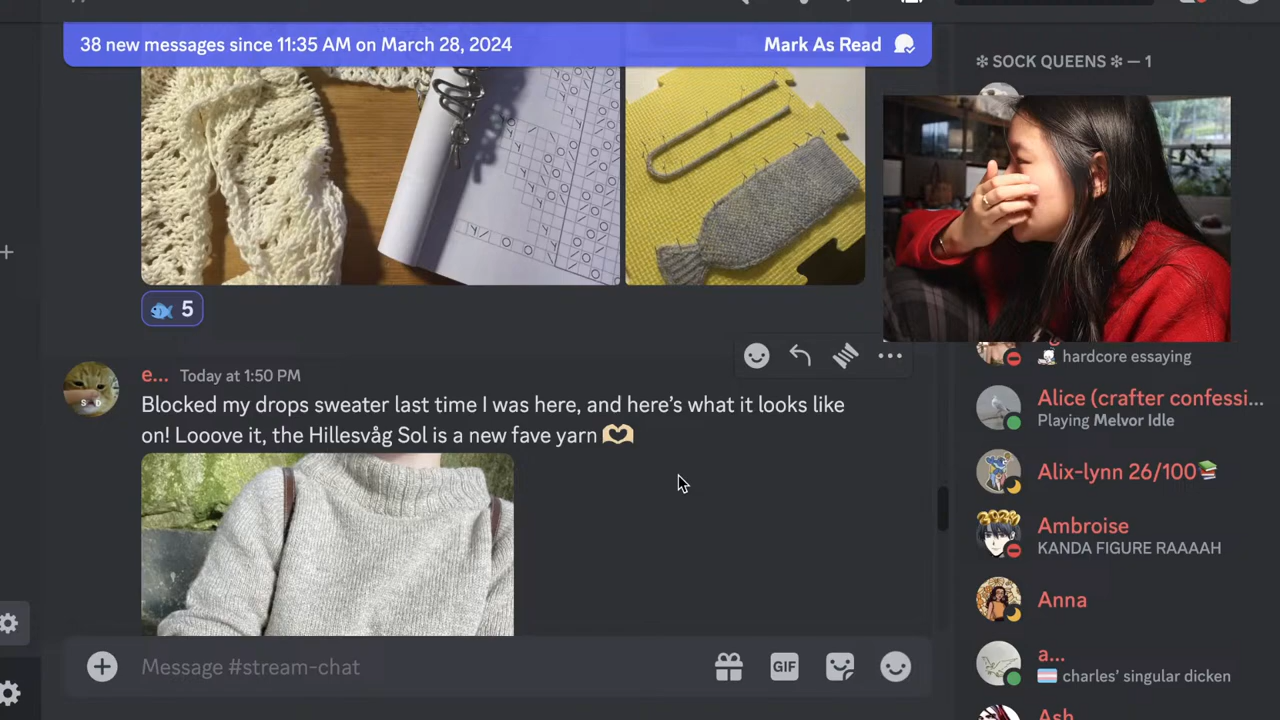 38 new messages since 11:35 AM on March 28, 2024
Mark As Read
5
e... Today at 1:50 PM
Blocked my drops sweater last time I was here, and here's what it looks like
on! Looove it, the Hillesvåg Sol is a new fave yarn
Message #stream-chat
GIF
❇ SOCK QUEENS ❇ — 1
hardcore essaying
Alice (crafter confessi...
Playing Melvor Idle
Alix-lynn 26/100
Ambroise
KANDA FIGURE RAAAAH
Anna
a...
charles' singular dicken
Ash